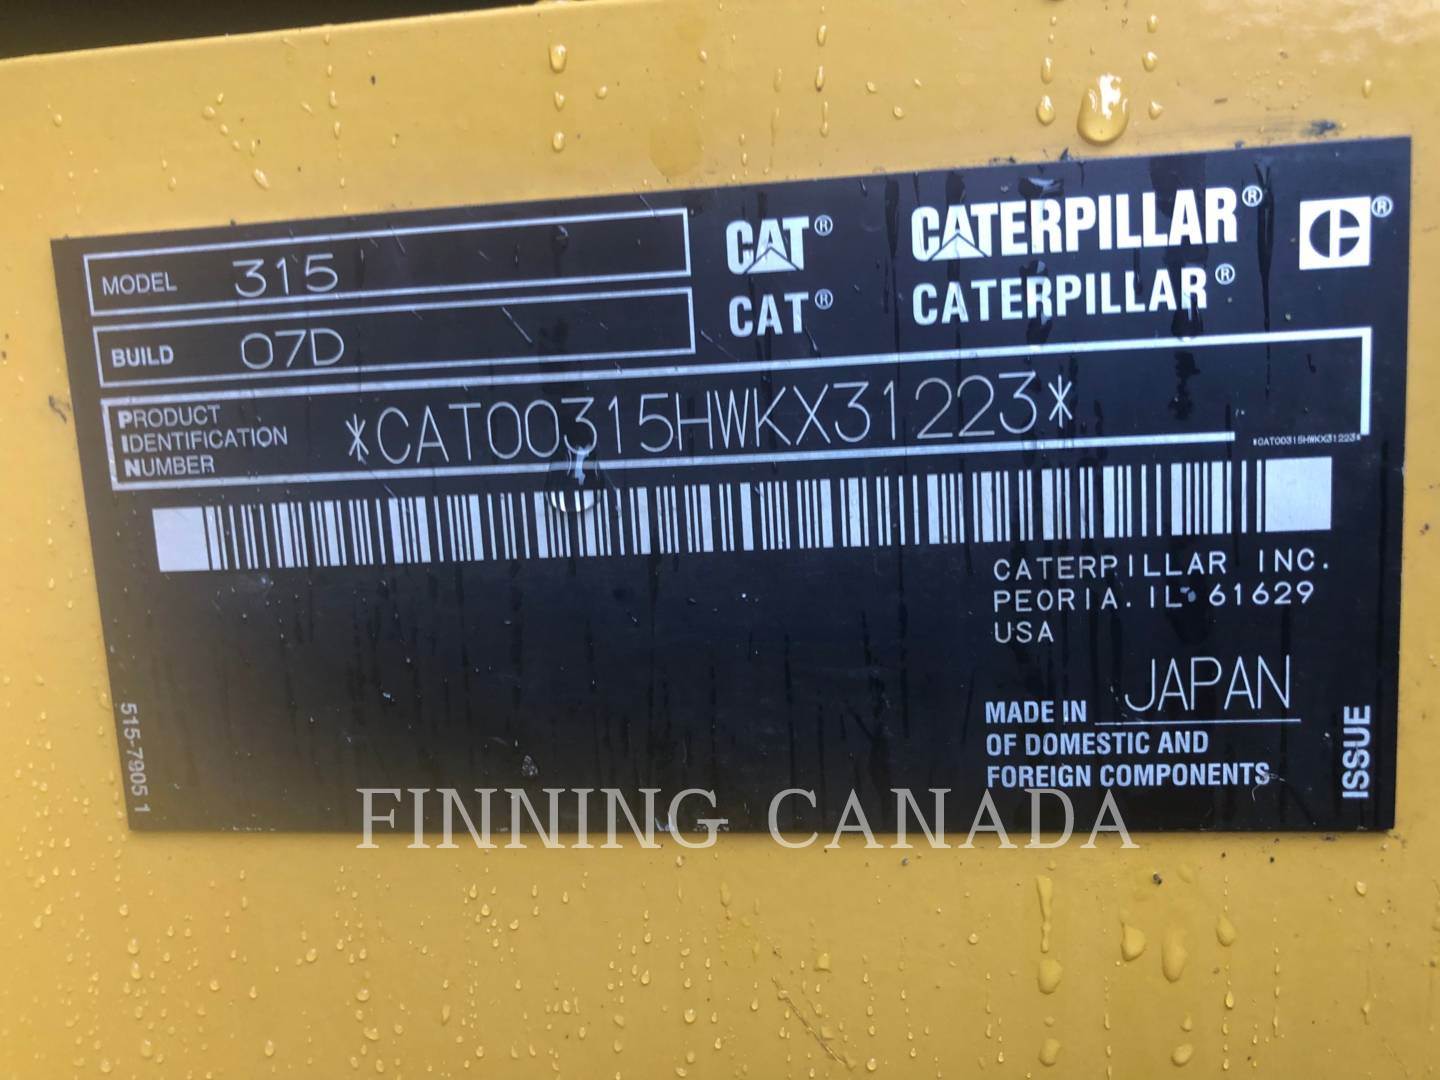 MODEL 315
BUILD 07D
CAT® CATERPILLAR® ®
CAT® CATERPILLAR®
PRODUCT
IDENTIFICATION
NUMBER
*CAT00315HWKX31223*
*CAT00315HWKX31223*
CATERPILLAR INC.
PEORIA. IL 61629
USA
MADE IN JAPAN
OF DOMESTIC AND
FOREIGN COMPONENTS
ISSUE
515-7905 1
FINNING CANADA